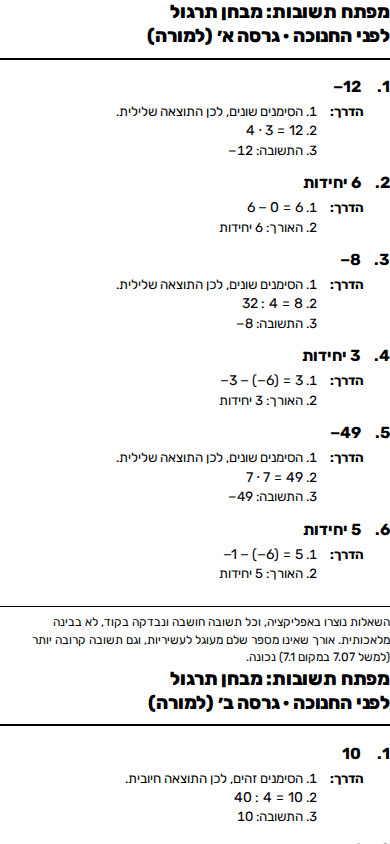 מפתח תשובות: מבחן תרגול
לפני החנוכה • גרסה א׳ (למורה)
1. −12
הדרך: 1. הסימנים שונים, לכן התוצאה שלילית.
2. 4 · 3 = 12
3. התשובה: −12
2. 6 יחידות
הדרך: 1. 6 − 0 = 6
2. האורך: 6 יחידות
3. −8
הדרך: 1. הסימנים שונים, לכן התוצאה שלילית.
2. 32 : 4 = 8
3. התשובה: −8
4. 3 יחידות
הדרך: 1. −3 − (−6) = 3
2. האורך: 3 יחידות
5. −49
הדרך: 1. הסימנים שונים, לכן התוצאה שלילית.
2. 7 · 7 = 49
3. התשובה: −49
6. 5 יחידות
הדרך: 1. −1 − (−6) = 5
2. האורך: 5 יחידות
השאלות נוצרו באפליקציה, וכל תשובה חושבה ונבדקה בקוד, לא בבינה
מלאכותית. אורך שאינו מספר שלם מעוגל לעשיריות, וגם תשובה קרובה יותר
(למשל 7.07 במקום 7.1) נכונה.
מפתח תשובות: מבחן תרגול
לפני החנוכה • גרסה ב׳ (למורה)
1. 10
הדרך: 1. הסימנים זהים, לכן התוצאה חיובית.
2. 40 : 4 = 10
3. התשובה: 10